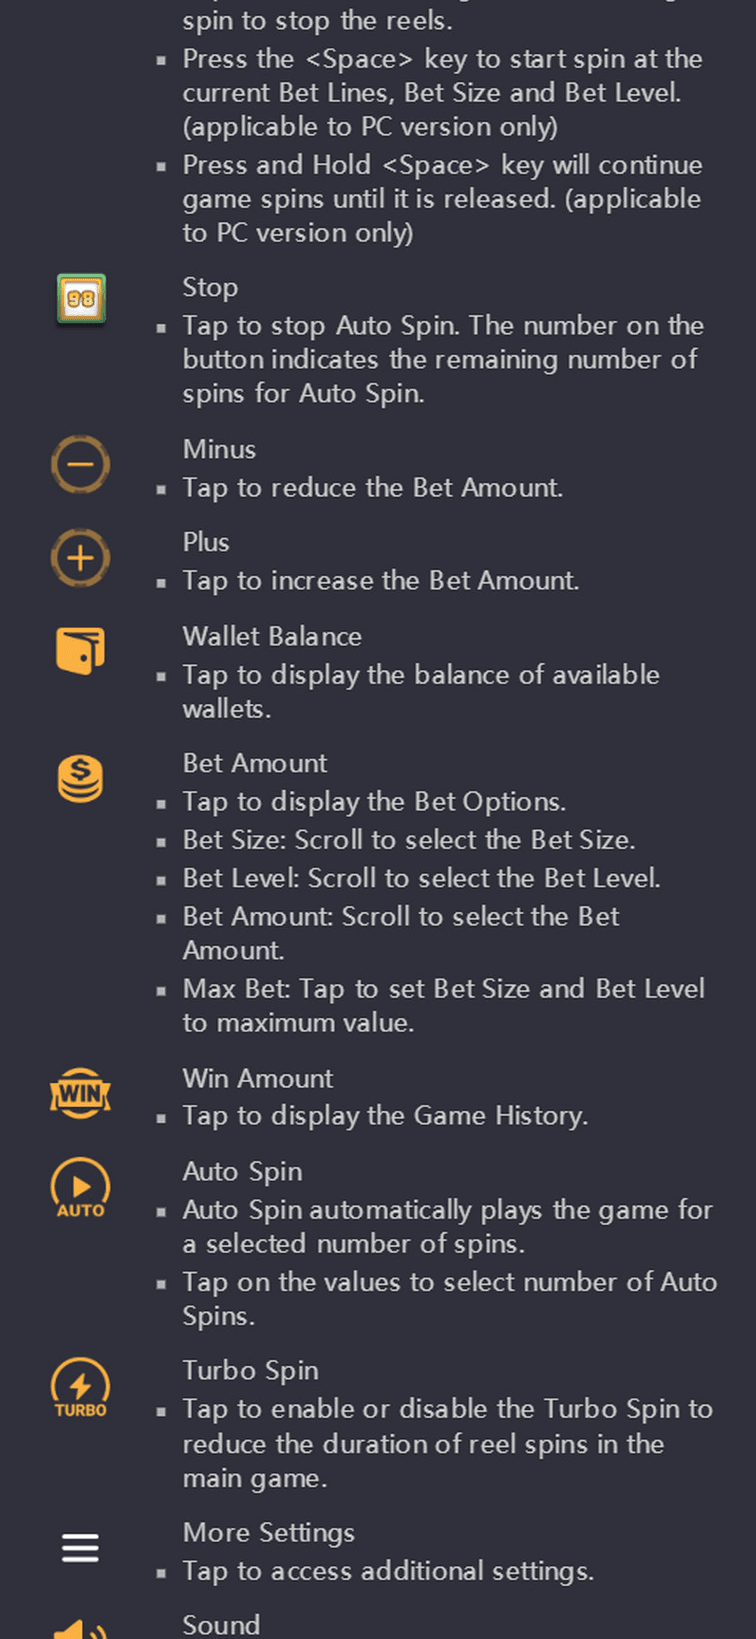 spin to stop the reels.
▪ Press the <Space> key to start spin at the
current Bet Lines, Bet Size and Bet Level.
(applicable to PC version only)
▪ Press and Hold <Space> key will continue
game spins until it is released. (applicable
to PC version only)
98
Stop
▪ Tap to stop Auto Spin. The number on the
button indicates the remaining number of
spins for Auto Spin.
Minus
▪ Tap to reduce the Bet Amount.
Plus
▪ Tap to increase the Bet Amount.
Wallet Balance
▪ Tap to display the balance of available
wallets.
$
Bet Amount
▪ Tap to display the Bet Options.
▪ Bet Size: Scroll to select the Bet Size.
▪ Bet Level: Scroll to select the Bet Level.
▪ Bet Amount: Scroll to select the Bet
Amount.
▪ Max Bet: Tap to set Bet Size and Bet Level
to maximum value.
WIN
Win Amount
▪ Tap to display the Game History.
AUTO
Auto Spin
▪ Auto Spin automatically plays the game for
a selected number of spins.
▪ Tap on the values to select number of Auto
Spins.
TURBO
Turbo Spin
▪ Tap to enable or disable the Turbo Spin to
reduce the duration of reel spins in the
main game.
More Settings
▪ Tap to access additional settings.
Sound